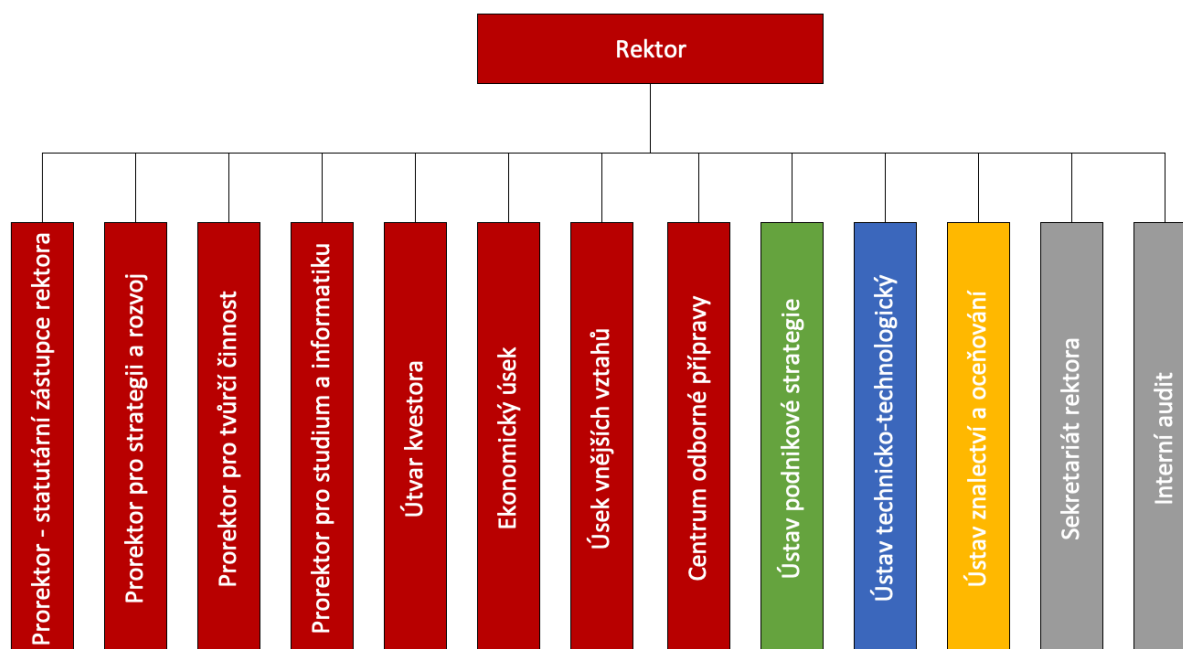 Rektor
Prorektor - statutární zástupce rektora
Prorektor pro strategii a rozvoj
Prorektor pro tvůrčí činnost
Prorektor pro studium a informatiku
Útvar kvestora
Ekonomický úsek
Úsek vnějších vztahů
Centrum odborné přípravy
Ústav podnikové strategie
Ústav technicko-technologický
Ústav znalectví a oceňování
Sekretariát rektora
Interní audit